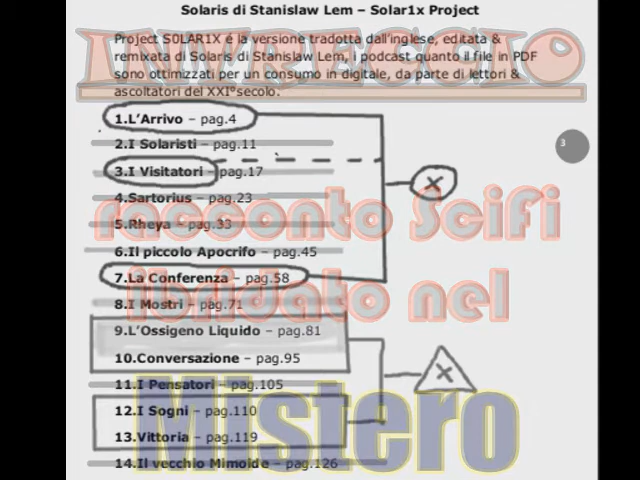 Solaris di Stanislaw Lem – Solar1x Project
INTRECCIO
Project S0LAR1X é la versione tradotta dall'inglese, editata &
remixata di Solaris di Stanislaw Lem, i podcast quanto il file in PDF
sono ottimizzati per un consumo in digitale, da parte di lettori &
ascoltatori del XXI°secolo.
1.L'Arrivo – pag.4
2.I Solaristi – pag.11
3
3.I Visitatori – pag.17
X
4.Sartorius – pag.23
racconto SciFi
5.Rheya – pag.33
6.Il piccolo Apocrifo – pag.45
7.La Conferenza – pag.58
ibridato nel
8.I Mostri – pag.71
9.L'Ossigeno Liquido – pag.81
10.Conversazione – pag.95
X
11.I Pensatori – pag.105
Mistero
12.I Sogni – pag.110
13.Vittoria – pag.119
14.Il vecchio Mimoide – pag.126